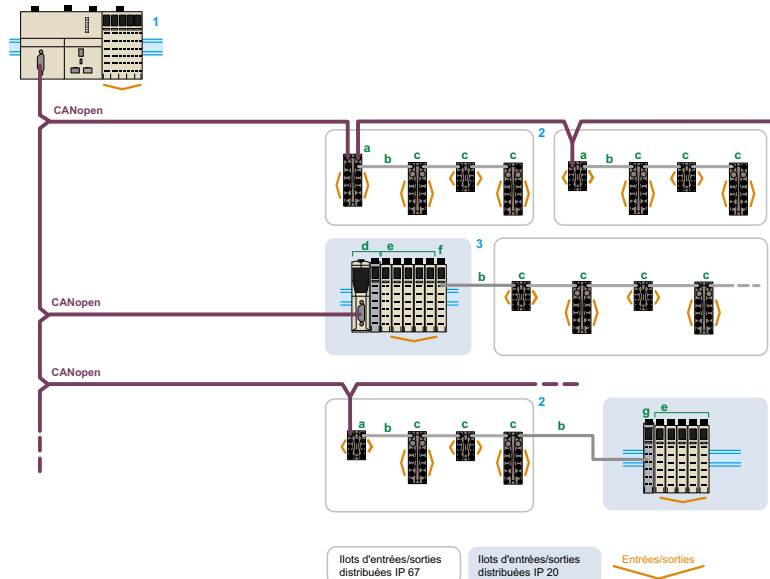 1
CANopen
2
a
b
c
c
c
a
b
c
c
c
3
d
e
f
b
c
c
c
c
CANopen
CANopen
2
a
b
c
c
c
b
g
e
Ilots d'entrées/sorties
distribuées IP 67
Ilots d'entrées/sorties
distribuées IP 20
Entrées/sorties